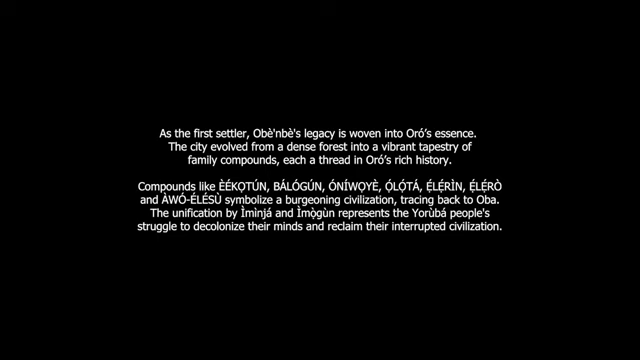 As the first settler, Obè'nbè's legacy is woven into Oró’s essence.
The city evolved from a dense forest into a vibrant tapestry of
family compounds, each a thread in Oró’s rich history.
Compounds like ÈÉKỌTÚN, BÁLÓGÚN, ÓNÍWỌYÈ, Ọ́LỌ́TÁ, Ẹ́LẸ́RÌN, Ẹ́LẸ́RÒ
and ÀWÓ-ÉLÉSÙ symbolize a burgeoning civilization, tracing back to Oba.
The unification by Ìmìnjá and Ìmọ̀gùn represents the Yorùbá people's
struggle to decolonize their minds and reclaim their interrupted civilization.